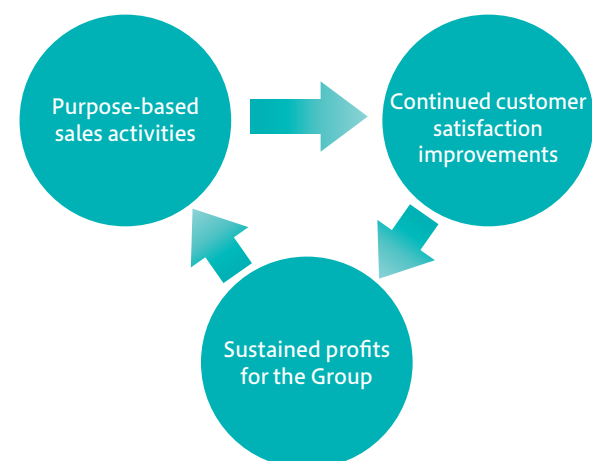 Purpose-based
sales activities
Continued customer
satisfaction
improvements
Sustained profits
for the Group